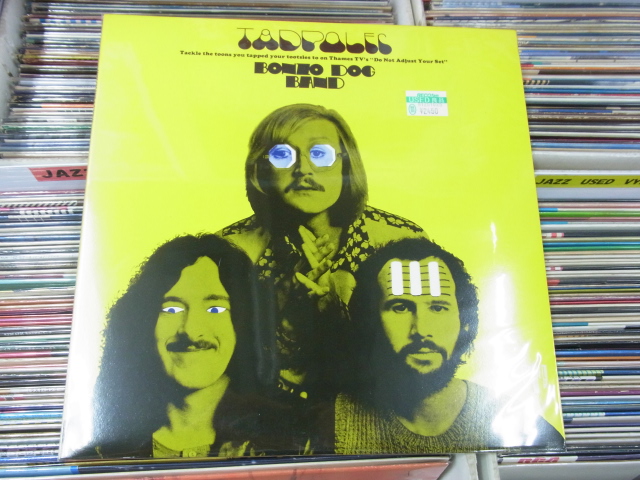 TADPOLES
Tackle the toons you tapped your tootsies to on Thames TV's "Do Not Adjust Your Set"
BONZO DOG
BAND
USED
JAZZ
JAZZ USED VY